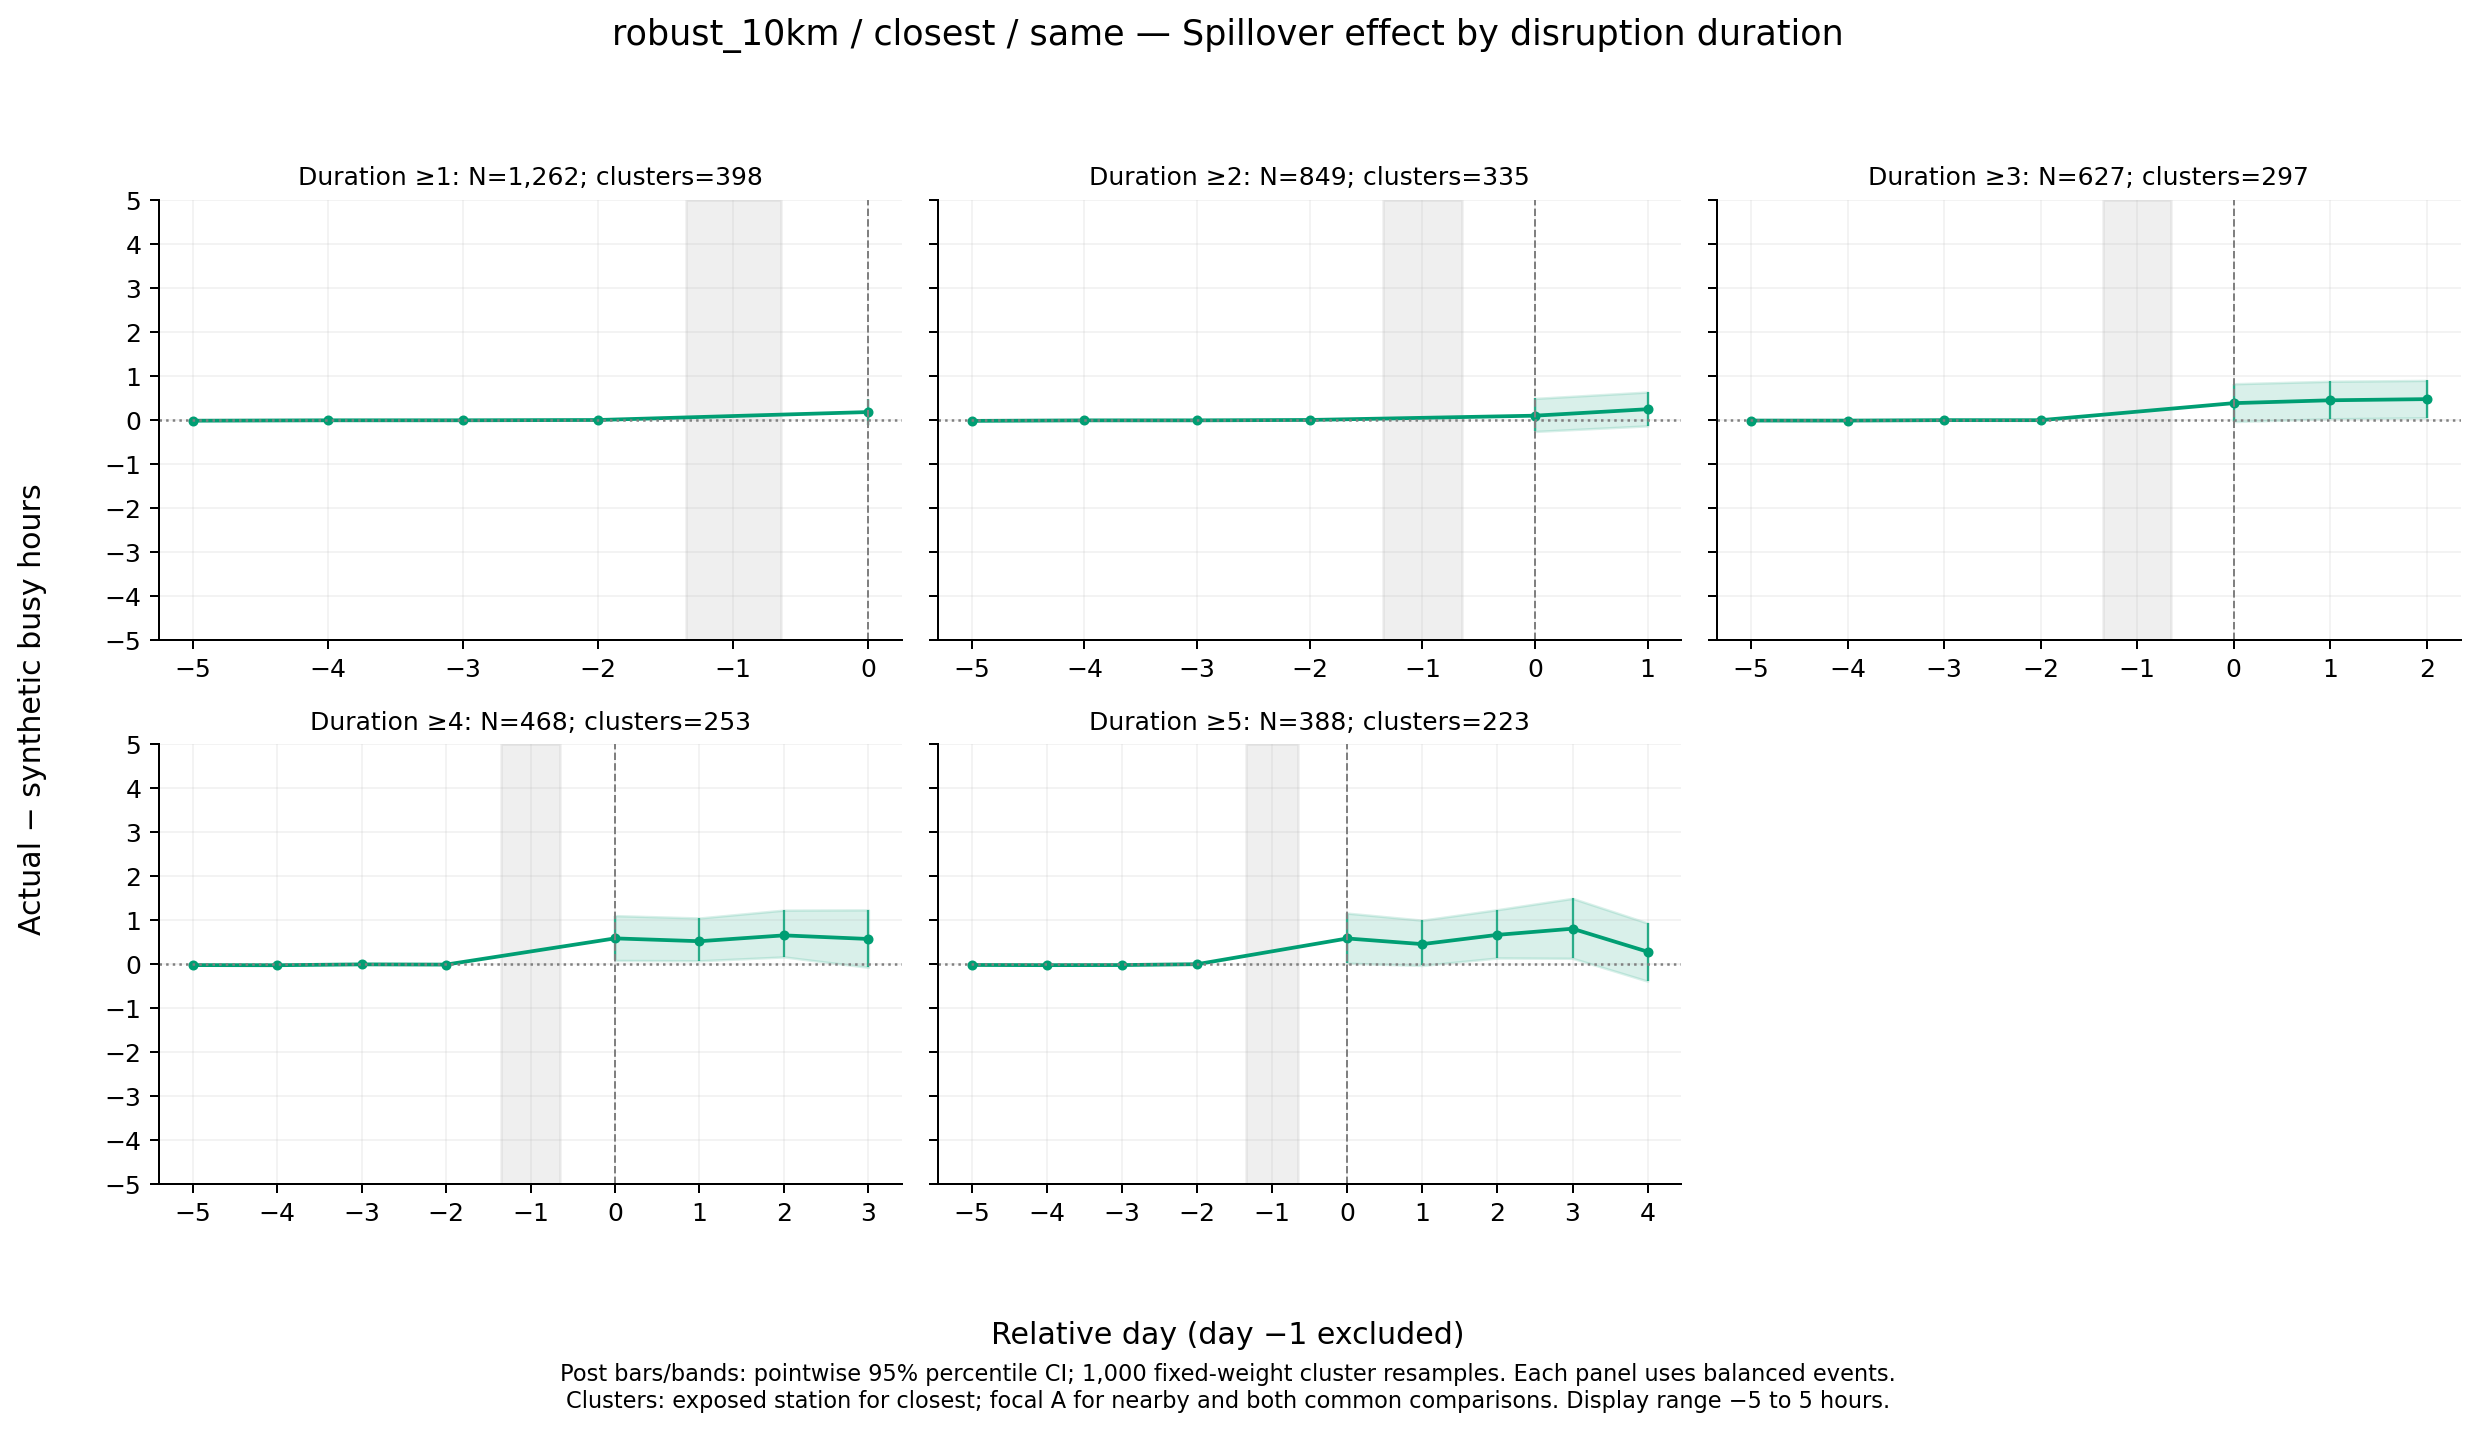 robust_10km / closest / same — Spillover effect by disruption duration
Duration ≥1: N=1,262; clusters=398
Duration ≥2: N=849; clusters=335
Duration ≥3: N=627; clusters=297
5
4
3
2
1
0
−1
−2
−3
−4
−5
−5 −4 −3 −2 −1 0
−5 −4 −3 −2 −1 0 1
−5 −4 −3 −2 −1 0 1 2
Actual − synthetic busy hours
Duration ≥4: N=468; clusters=253
Duration ≥5: N=388; clusters=223
5
4
3
2
1
0
−1
−2
−3
−4
−5
−5 −4 −3 −2 −1 0 1 2 3
−5 −4 −3 −2 −1 0 1 2 3 4
Relative day (day −1 excluded)
Post bars/bands: pointwise 95% percentile CI; 1,000 fixed-weight cluster resamples. Each panel uses balanced events.
Clusters: exposed station for closest; focal A for nearby and both common comparisons. Display range −5 to 5 hours.